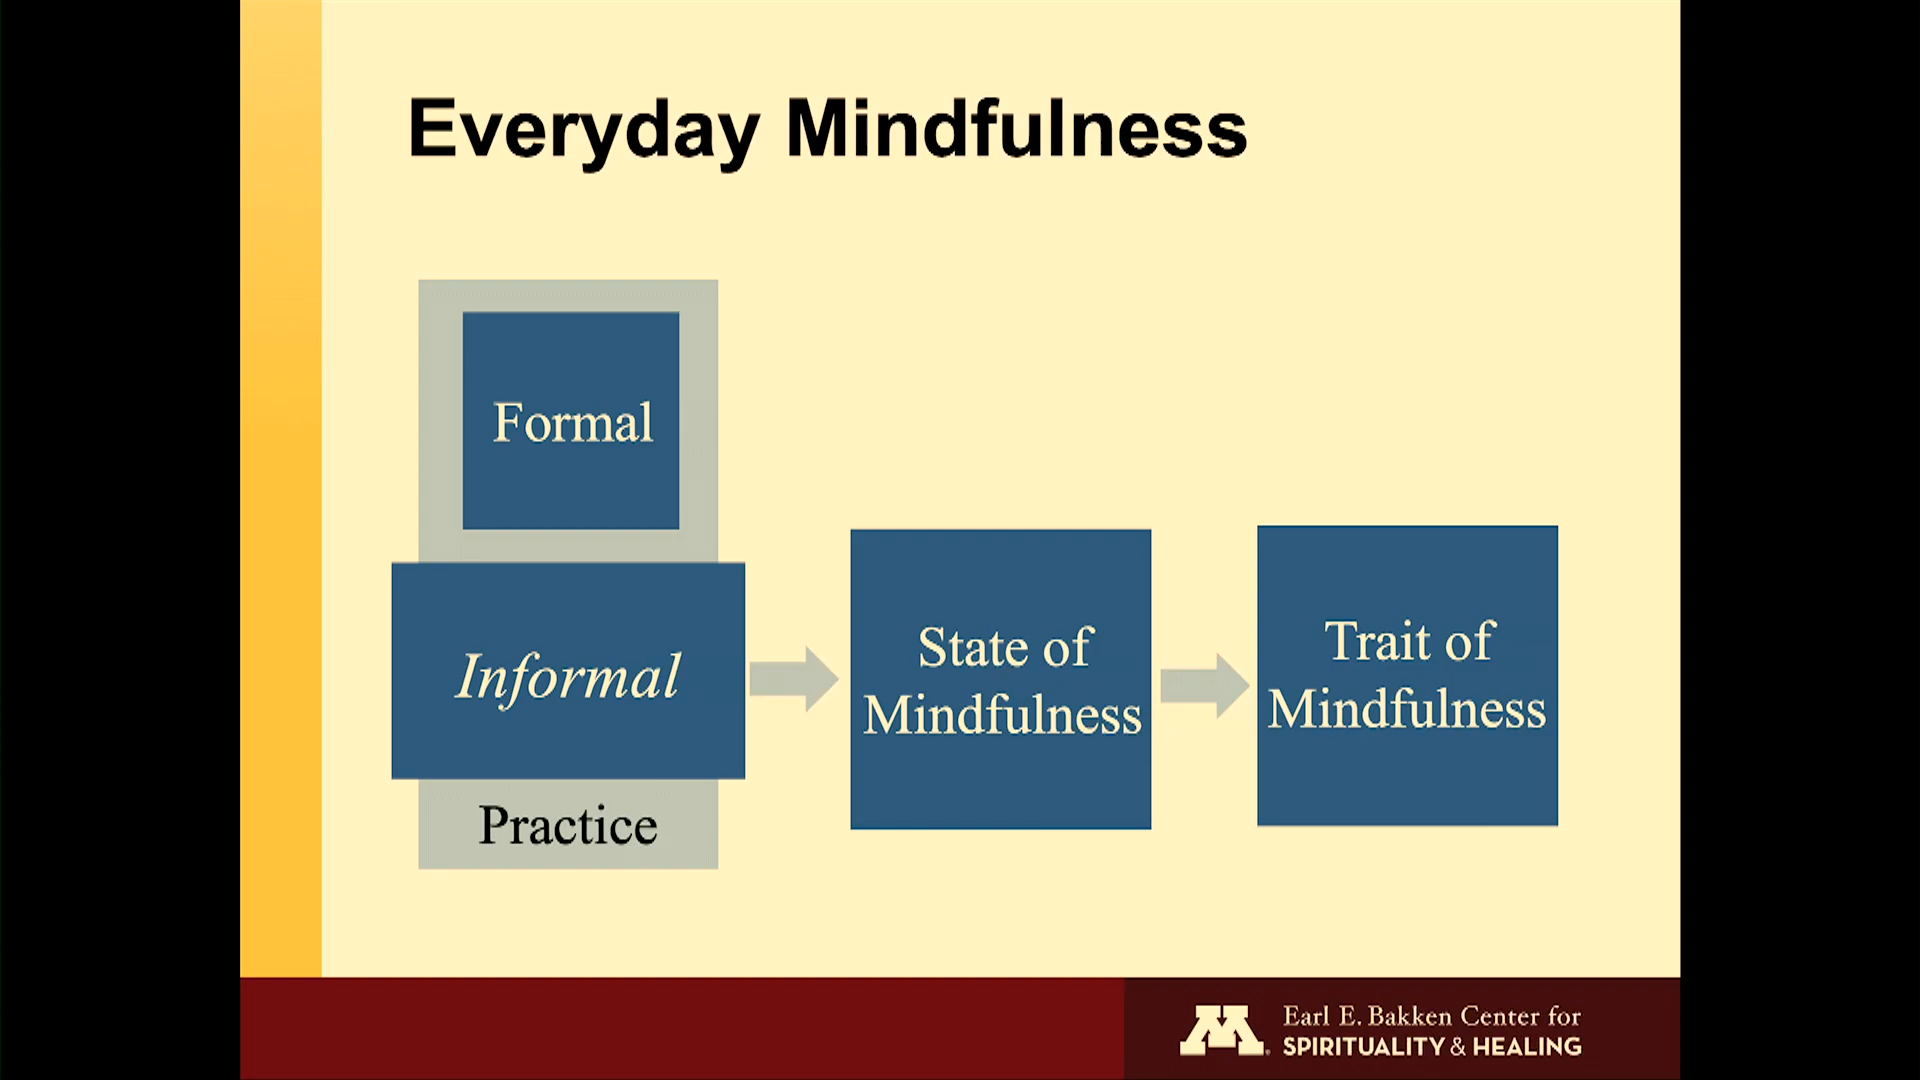 Everyday Mindfulness
Formal
Informal
Practice
State of
Mindfulness
Trait of
Mindfulness
M
Earl E. Bakken Center for
SPIRITUALITY & HEALING